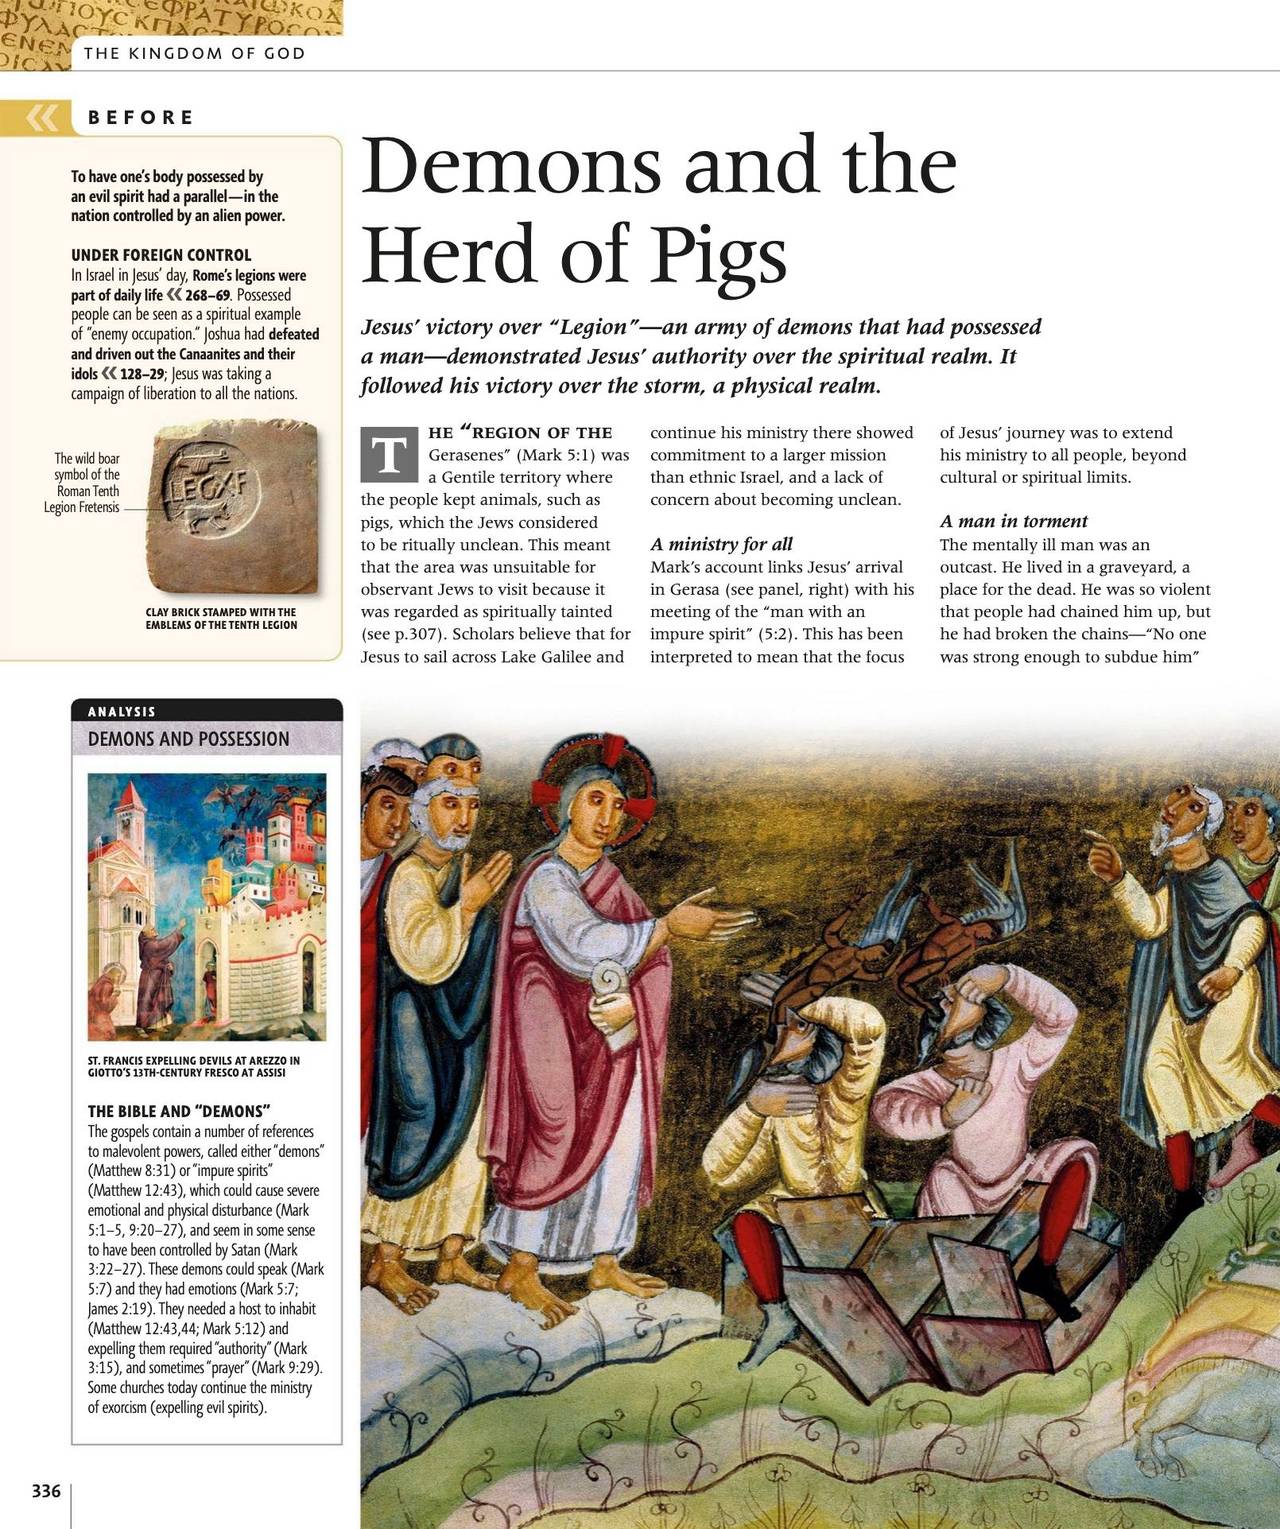 THE KINGDOM OF GOD
BEFORE
To have one's body possessed by
an evil spirit had a parallel—in the
nation controlled by an alien power.
UNDER FOREIGN CONTROL
In Israel in Jesus' day, Rome's legions were
part of daily life « 268–69. Possessed
people can be seen as a spiritual example
of "enemy occupation." Joshua had defeated
and driven out the Canaanites and their
idols « 128–29; Jesus was taking a
campaign of liberation to all the nations.
The wild boar
symbol of the
Roman Tenth
Legion Fretensis
LEGXF
CLAY BRICK STAMPED WITH THE
EMBLEMS OF THE TENTH LEGION
Demons and the
Herd of Pigs
Jesus' victory over "Legion"—an army of demons that had possessed
a man—demonstrated Jesus' authority over the spiritual realm. It
followed his victory over the storm, a physical realm.
THE "REGION OF THE
Gerasenes" (Mark 5:1) was
a Gentile territory where
the people kept animals, such as
pigs, which the Jews considered
to be ritually unclean. This meant
that the area was unsuitable for
observant Jews to visit because it
was regarded as spiritually tainted
(see p.307). Scholars believe that for
Jesus to sail across Lake Galilee and
continue his ministry there showed
commitment to a larger mission
than ethnic Israel, and a lack of
concern about becoming unclean.
A ministry for all
Mark's account links Jesus' arrival
in Gerasa (see panel, right) with his
meeting of the "man with an
impure spirit" (5:2). This has been
interpreted to mean that the focus
of Jesus' journey was to extend
his ministry to all people, beyond
cultural or spiritual limits.
A man in torment
The mentally ill man was an
outcast. He lived in a graveyard, a
place for the dead. He was so violent
that people had chained him up, but
he had broken the chains—"No one
was strong enough to subdue him"
ANALYSIS
DEMONS AND POSSESSION
ST. FRANCIS EXPELLING DEVILS AT AREZZO IN
GIOTTO'S 13TH-CENTURY FRESCO AT ASSISI
THE BIBLE AND "DEMONS"
The gospels contain a number of references
to malevolent powers, called either "demons"
(Matthew 8:31) or "impure spirits"
(Matthew 12:43), which could cause severe
emotional and physical disturbance (Mark
5:1–5, 9:20–27), and seem in some sense
to have been controlled by Satan (Mark
3:22–27). These demons could speak (Mark
5:7) and they had emotions (Mark 5:7;
James 2:19). They needed a host to inhabit
(Matthew 12:43,44; Mark 5:12) and
expelling them required "authority" (Mark
3:15), and sometimes "prayer" (Mark 9:29).
Some churches today continue the ministry
of exorcism (expelling evil spirits).
336